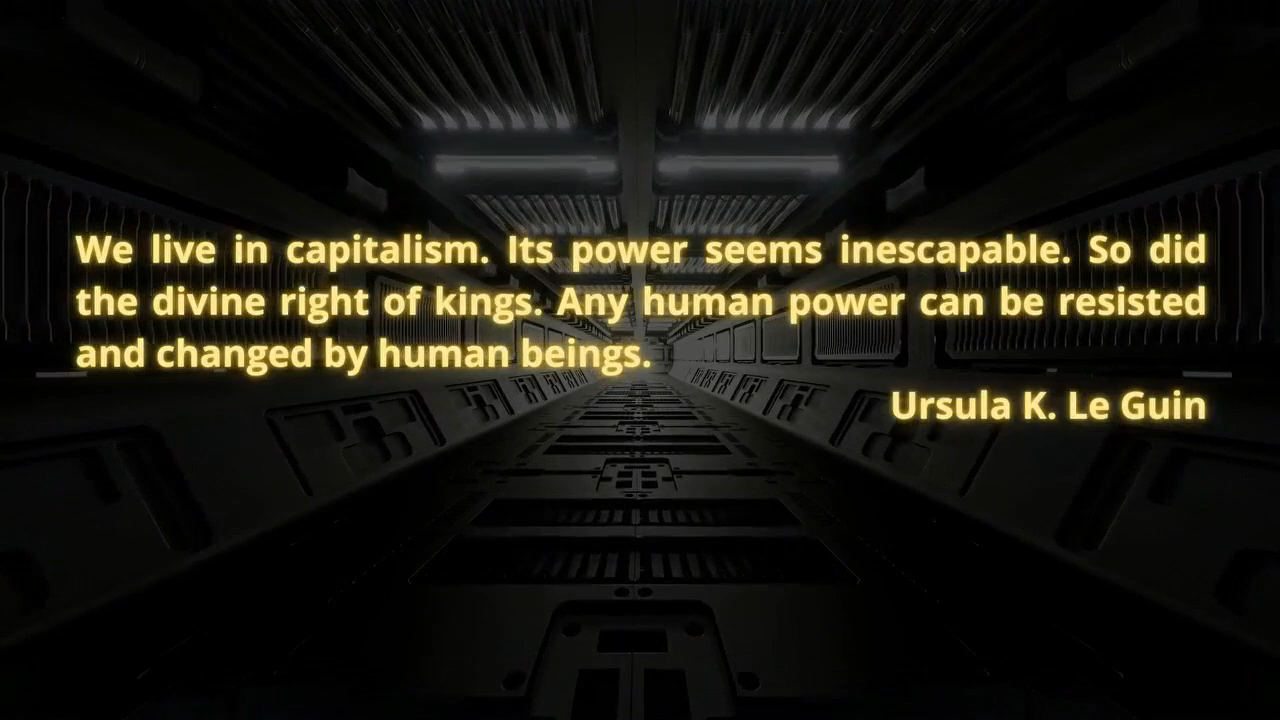 We live in capitalism. Its power seems inescapable. So did
the divine right of kings. Any human power can be resisted
and changed by human beings.
Ursula K. Le Guin